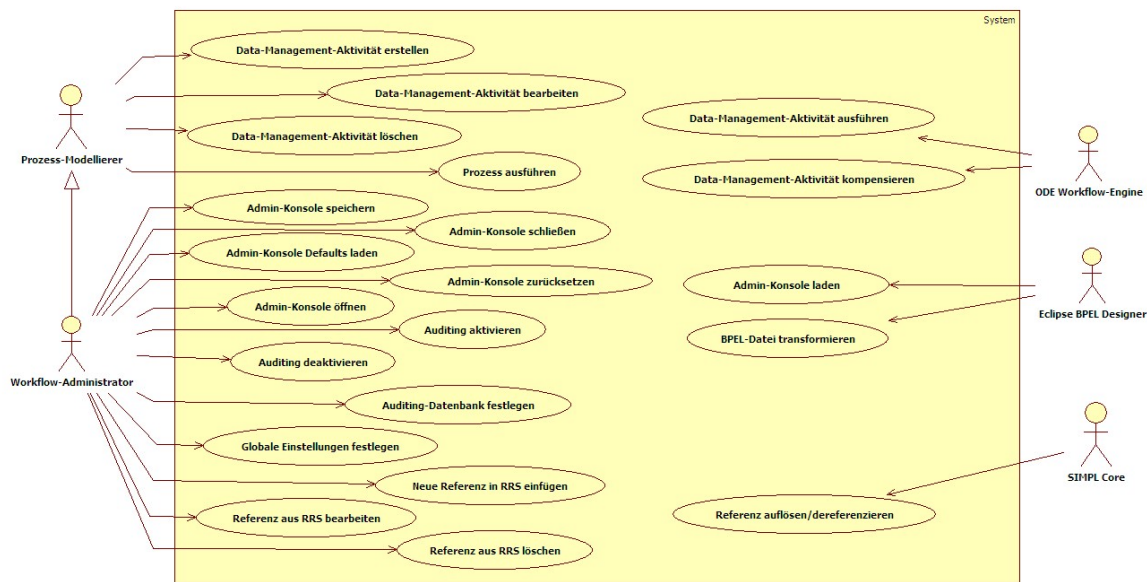 System
Data-Management-Aktivität erstellen
Data-Management-Aktivität bearbeiten
Data-Management-Aktivität ausführen
Data-Management-Aktivität löschen
Prozess-Modellierer
Prozess ausführen
Data-Management-Aktivität kompensieren
ODE Workflow-Engine
Admin-Konsole speichern
Admin-Konsole schließen
Admin-Konsole Defaults laden
Admin-Konsole zurücksetzen
Admin-Konsole laden
Admin-Konsole öffnen
Eclipse BPEL Designer
Auditing aktivieren
BPEL-Datei transformieren
Auditing deaktivieren
Workflow-Administrator
Auditing-Datenbank festlegen
Globale Einstellungen festlegen
SIMPL Core
Neue Referenz in RRS einfügen
Referenz aus RRS bearbeiten
Referenz auflösen/dereferenzieren
Referenz aus RRS löschen